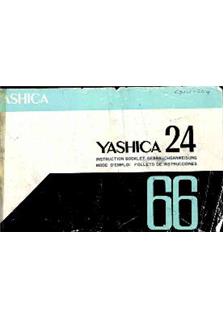 YASHICA
YASHICA 24
INSTRUCTION BOOKLET GEBRAUCHSANWEISUNG
MODE D'EMPLOI FOLLETO DE INSTRUCCIONES
66